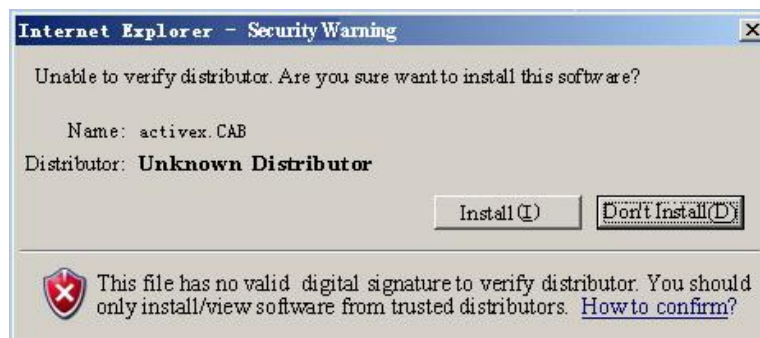 Internet Explorer - Security Warning
Unable to verify distributor. Are you sure want to install this software?
Name: activex.CAB
Distributor: Unknown Distributor
Install(I) Don't Install(D)
This file has no valid digital signature to verify distributor. You should
only install/view software from trusted distributors. How to confirm?